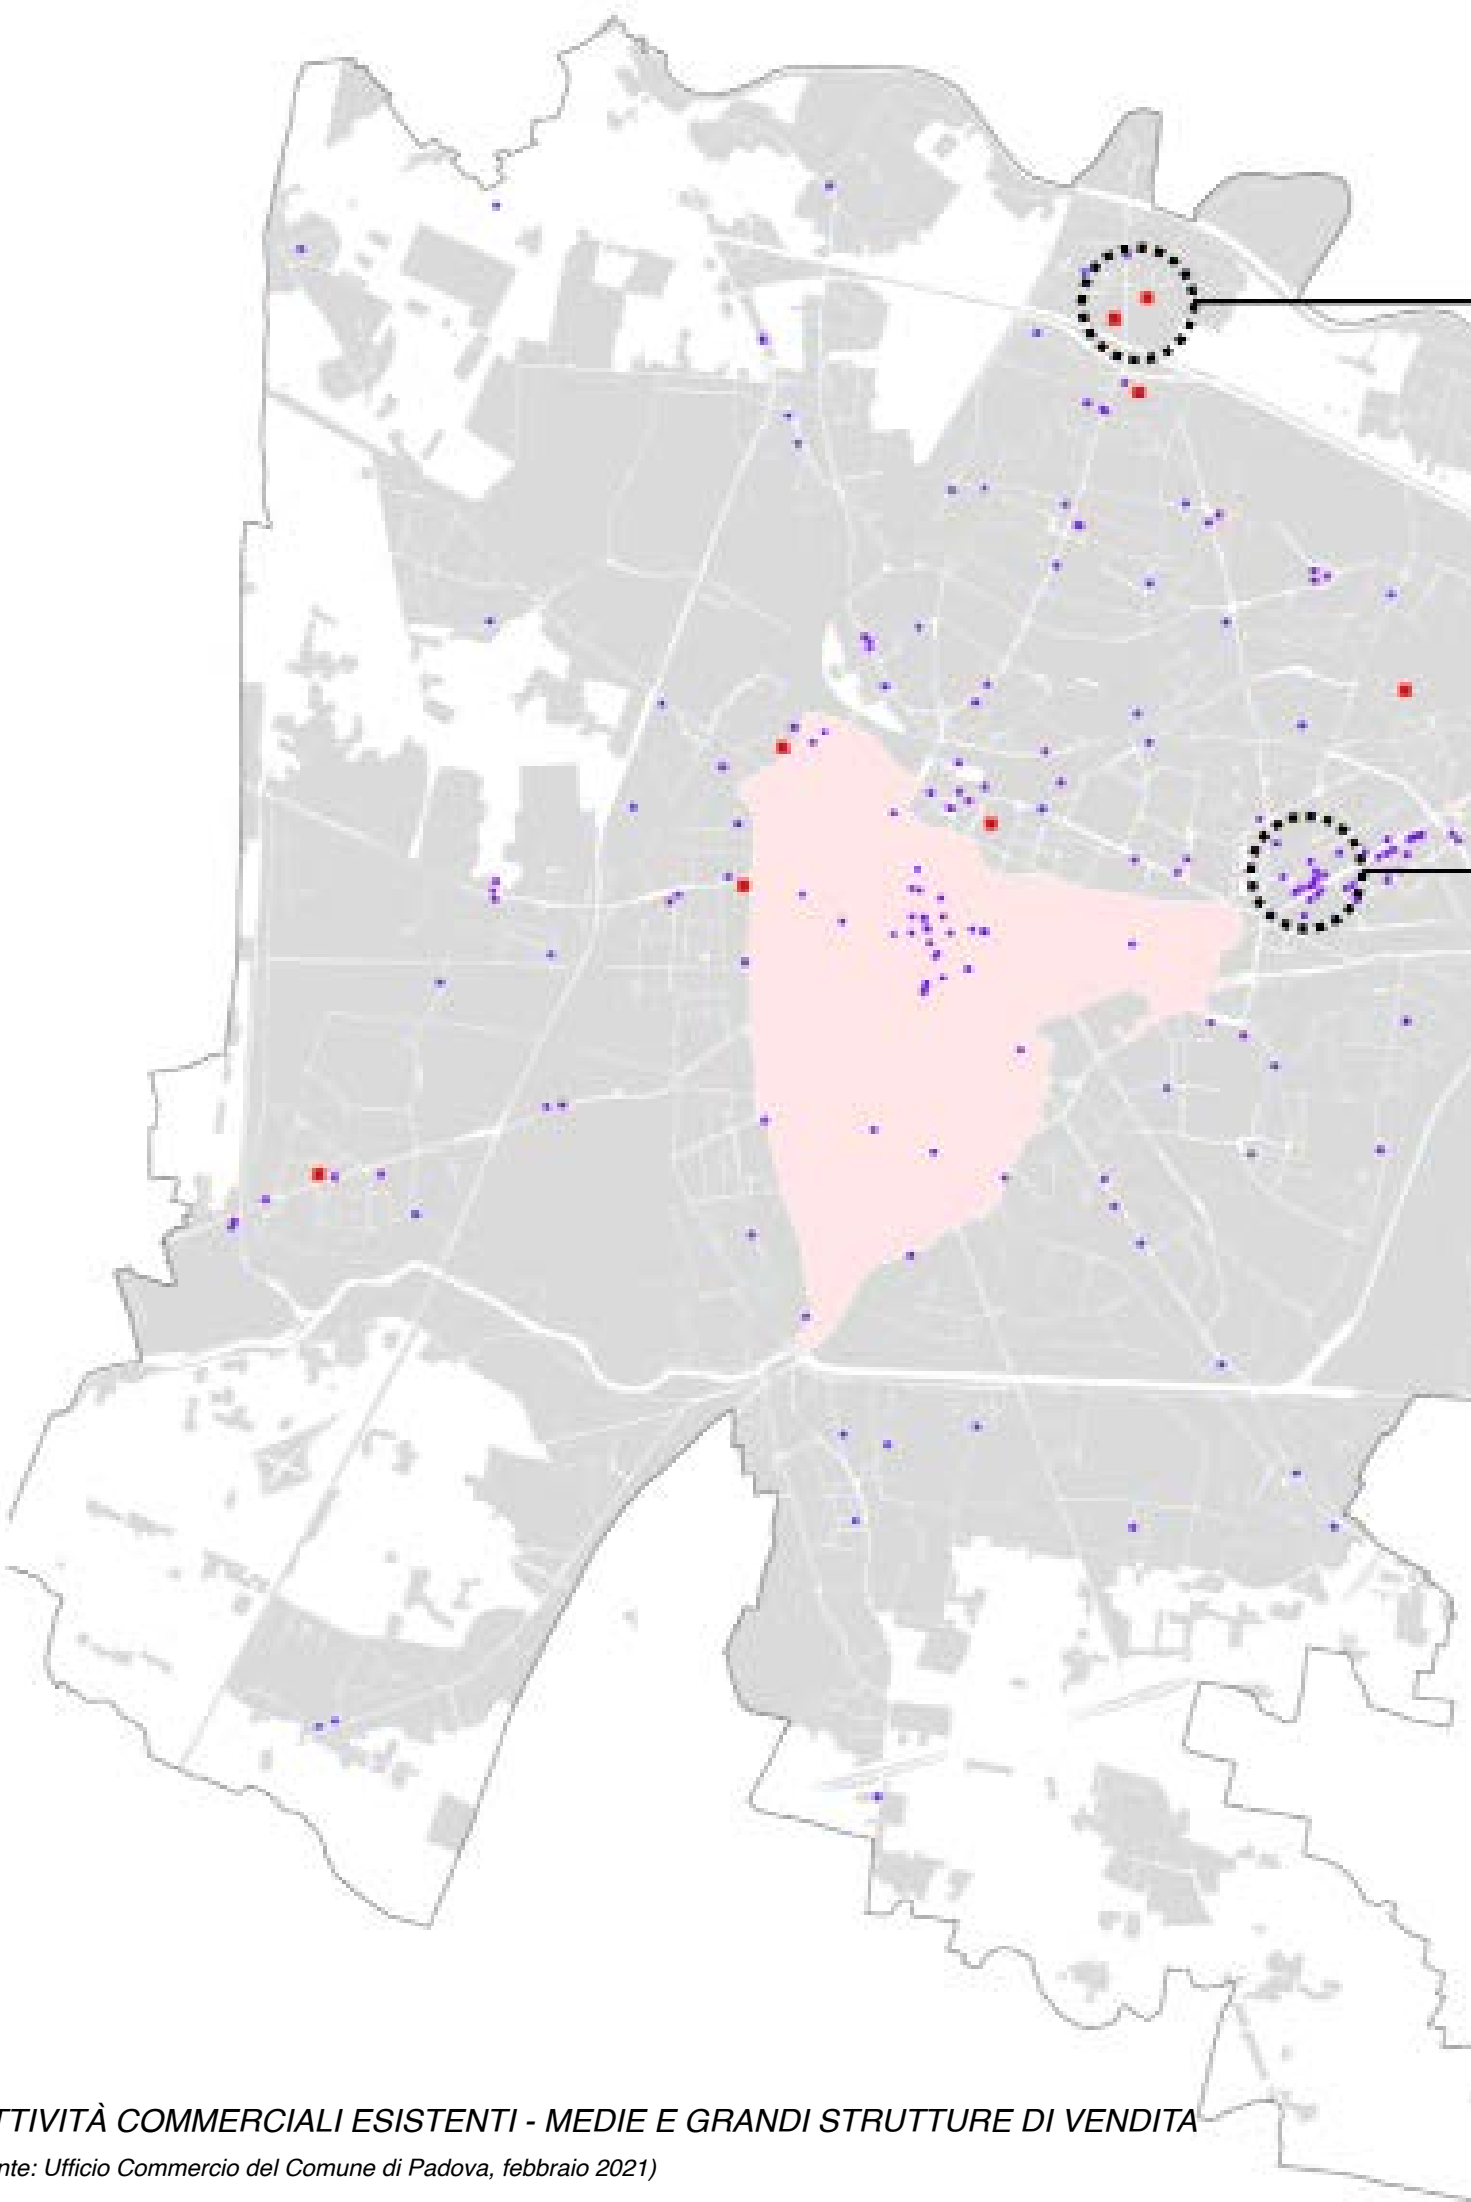 TTIVITÀ COMMERCIALI ESISTENTI - MEDIE E GRANDI STRUTTURE DI VENDITA
nte: Ufficio Commercio del Comune di Padova, febbraio 2021)